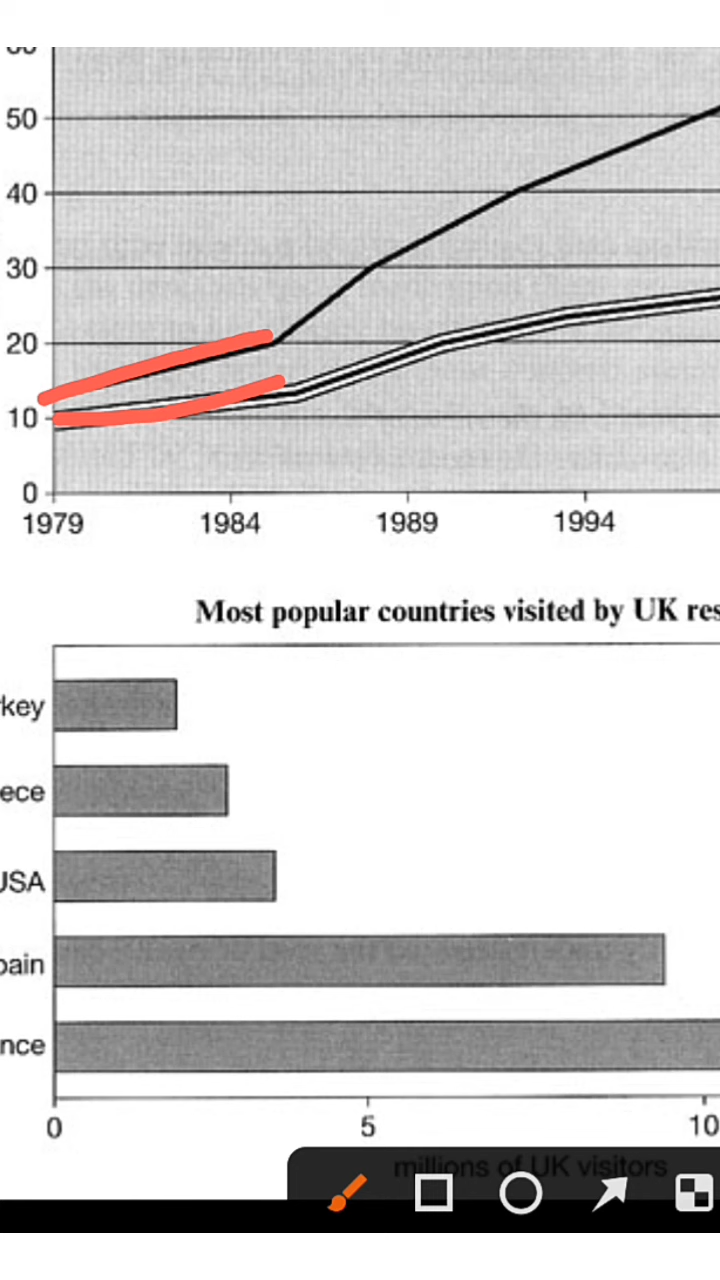 50
40
30
20
10
0
1979 1984 1989 1994
Most popular countries visited by UK res
key
ece
USA
pain
nce
0 5 10
millions of UK visitors